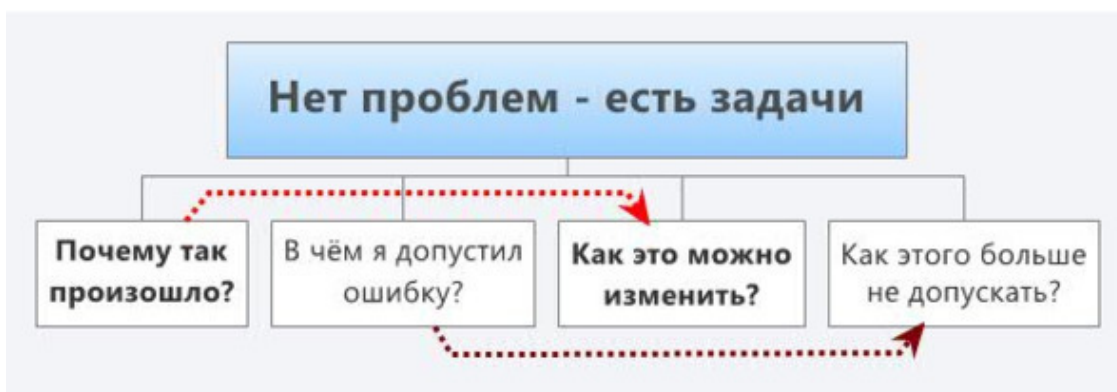 Нет проблем - есть задачи
Почему так
произошло?
В чём я допустил
ошибку?
Как это можно
изменить?
Как этого больше
не допускать?